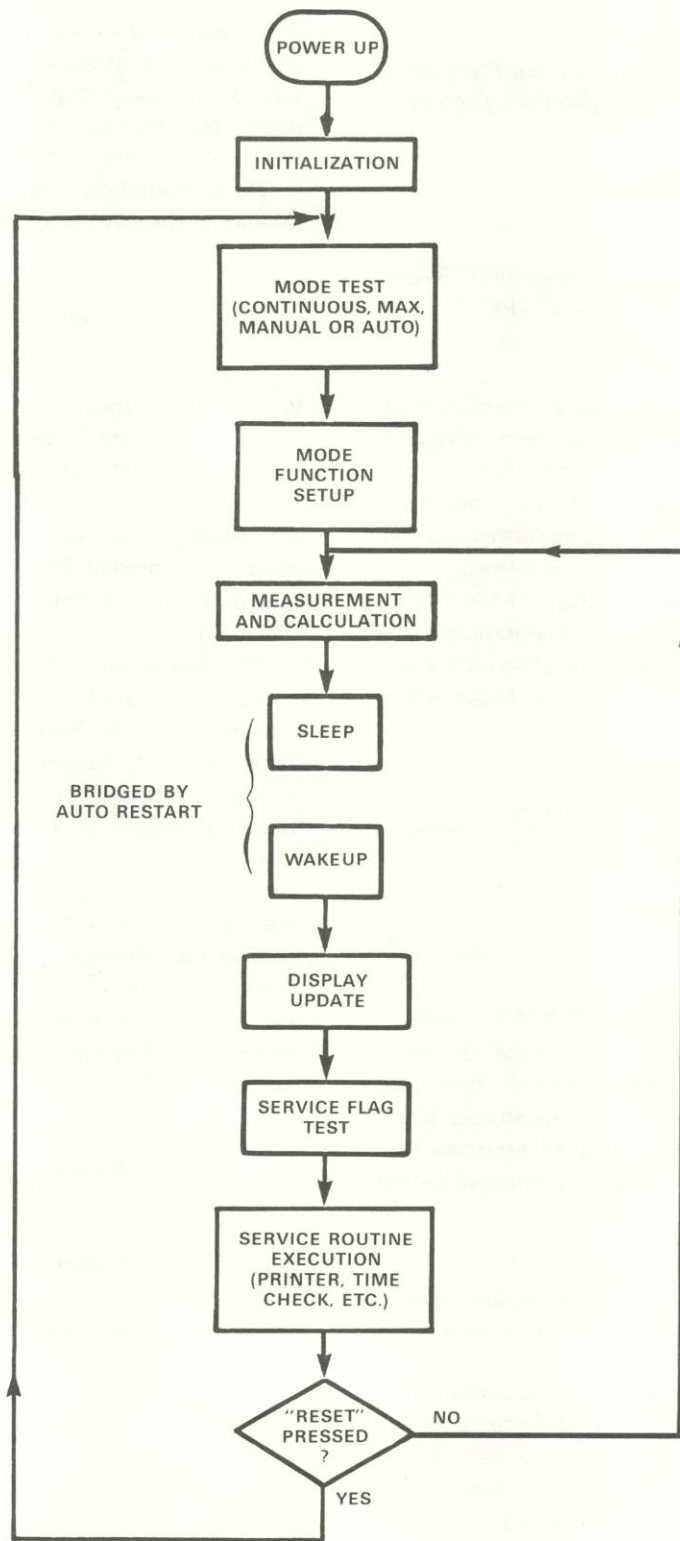 POWER UP
INITIALIZATION
MODE TEST
(CONTINUOUS, MAX,
MANUAL OR AUTO)
MODE
FUNCTION
SETUP
MEASUREMENT
AND CALCULATION
SLEEP
BRIDGED BY
AUTO RESTART
WAKEUP
DISPLAY
UPDATE
SERVICE FLAG
TEST
SERVICE ROUTINE
EXECUTION
(PRINTER, TIME
CHECK, ETC.)
"RESET"
PRESSED
?
NO
YES